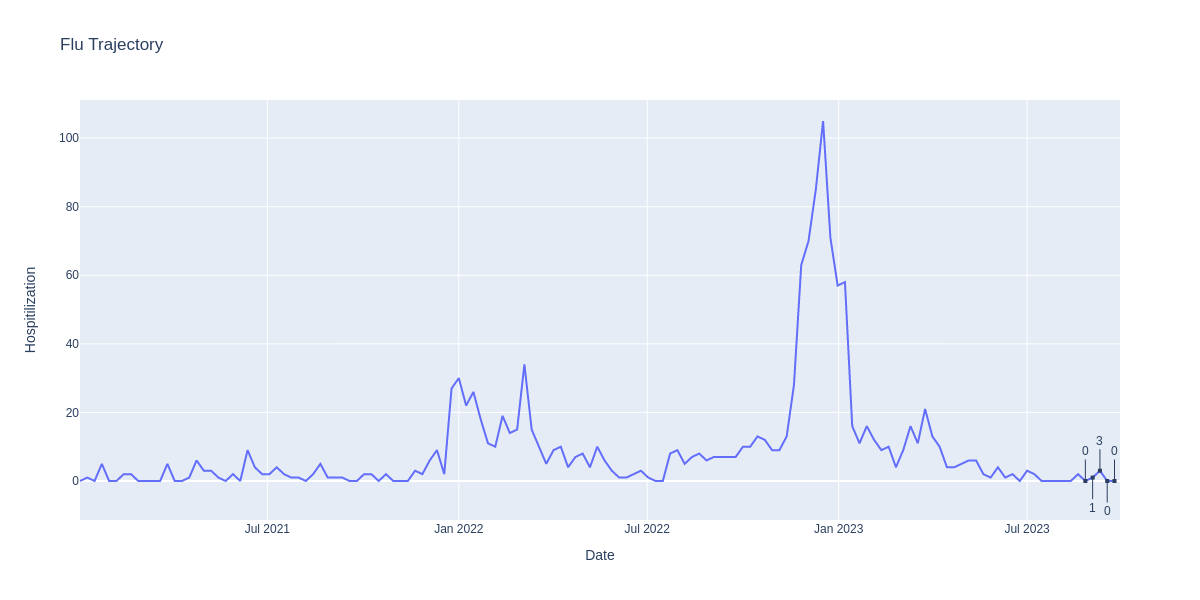 Flu Trajectory
100
80
60
40
20
0
Hospitilization
0
1
3
0
0
Jul 2021
Jan 2022
Jul 2022
Jan 2023
Jul 2023
Date